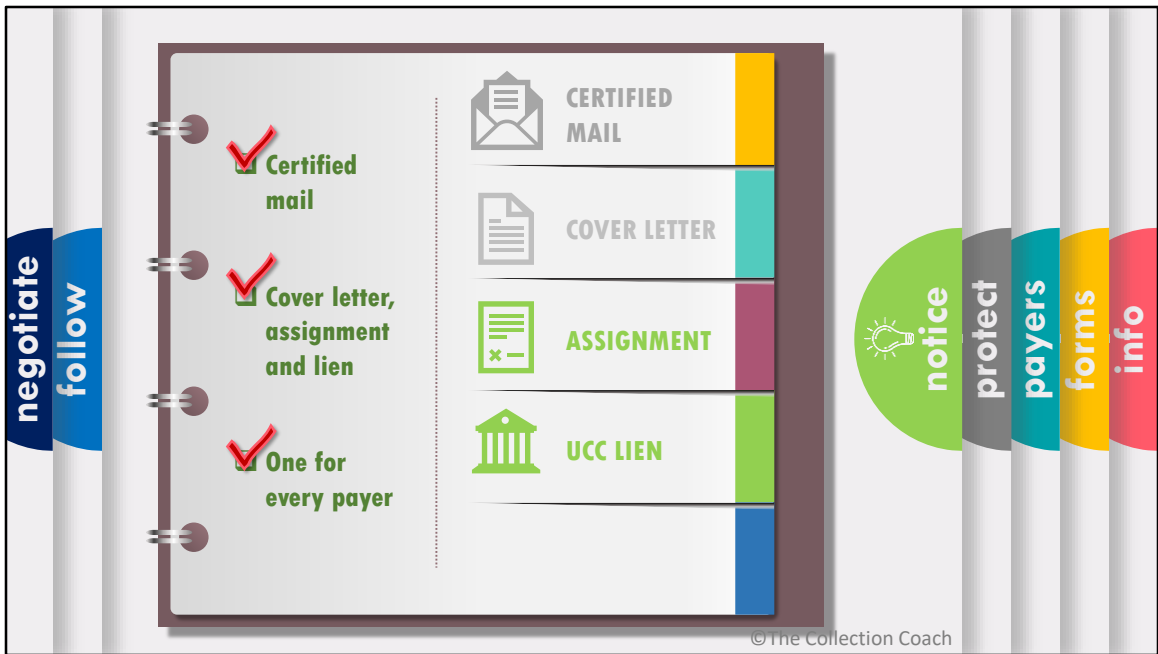 negotiate
follow
Certified
mail
Cover letter,
assignment
and lien
One for
every payer
CERTIFIED
MAIL
COVER LETTER
ASSIGNMENT
UCC LIEN
notice
protect
payers
forms
info
©The Collection Coach